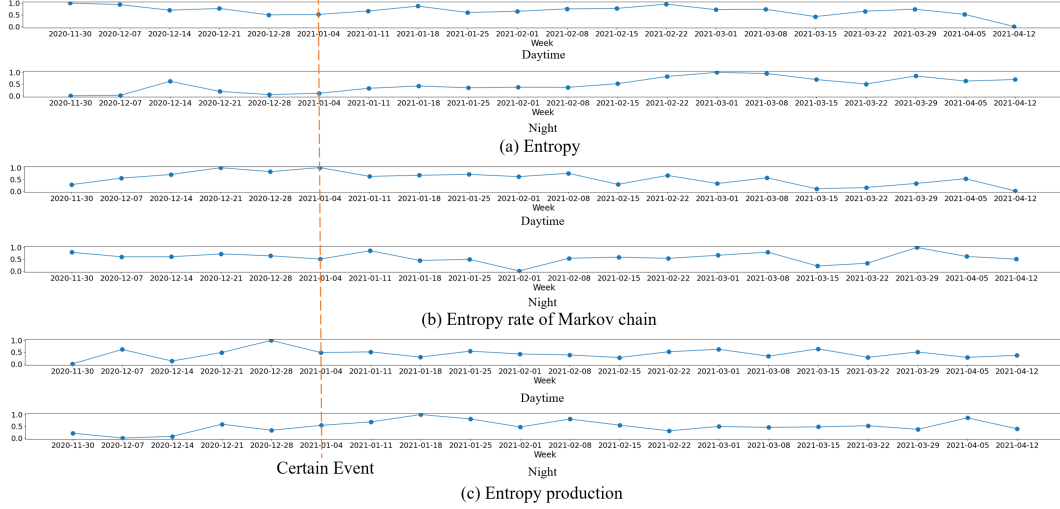 1.0
0.5
0.0
2020-11-30 2020-12-07 2020-12-14 2020-12-21 2020-12-28 2021-01-04 2021-01-11 2021-01-18 2021-01-25 2021-02-01 2021-02-08 2021-02-15 2021-02-22 2021-03-01 2021-03-08 2021-03-15 2021-03-22 2021-03-29 2021-04-05 2021-04-12
Week
Daytime
1.0
0.5
0.0
2020-11-30 2020-12-07 2020-12-14 2020-12-21 2020-12-28 2021-01-04 2021-01-11 2021-01-18 2021-01-25 2021-02-01 2021-02-08 2021-02-15 2021-02-22 2021-03-01 2021-03-08 2021-03-15 2021-03-22 2021-03-29 2021-04-05 2021-04-12
Week
Night
(a) Entropy
1.0
0.5
0.0
2020-11-30 2020-12-07 2020-12-14 2020-12-21 2020-12-28 2021-01-04 2021-01-11 2021-01-18 2021-01-25 2021-02-01 2021-02-08 2021-02-15 2021-02-22 2021-03-01 2021-03-08 2021-03-15 2021-03-22 2021-03-29 2021-04-05 2021-04-12
Week
Daytime
1.0
0.5
0.0
2020-11-30 2020-12-07 2020-12-14 2020-12-21 2020-12-28 2021-01-04 2021-01-11 2021-01-18 2021-01-25 2021-02-01 2021-02-08 2021-02-15 2021-02-22 2021-03-01 2021-03-08 2021-03-15 2021-03-22 2021-03-29 2021-04-05 2021-04-12
Week
Night
(b) Entropy rate of Markov chain
1.0
0.5
0.0
2020-11-30 2020-12-07 2020-12-14 2020-12-21 2020-12-28 2021-01-04 2021-01-11 2021-01-18 2021-01-25 2021-02-01 2021-02-08 2021-02-15 2021-02-22 2021-03-01 2021-03-08 2021-03-15 2021-03-22 2021-03-29 2021-04-05 2021-04-12
Week
Daytime
1.0
0.5
0.0
2020-11-30 2020-12-07 2020-12-14 2020-12-21 2020-12-28 2021-01-04 2021-01-11 2021-01-18 2021-01-25 2021-02-01 2021-02-08 2021-02-15 2021-02-22 2021-03-01 2021-03-08 2021-03-15 2021-03-22 2021-03-29 2021-04-05 2021-04-12
Week
Certain Event
Night
(c) Entropy production